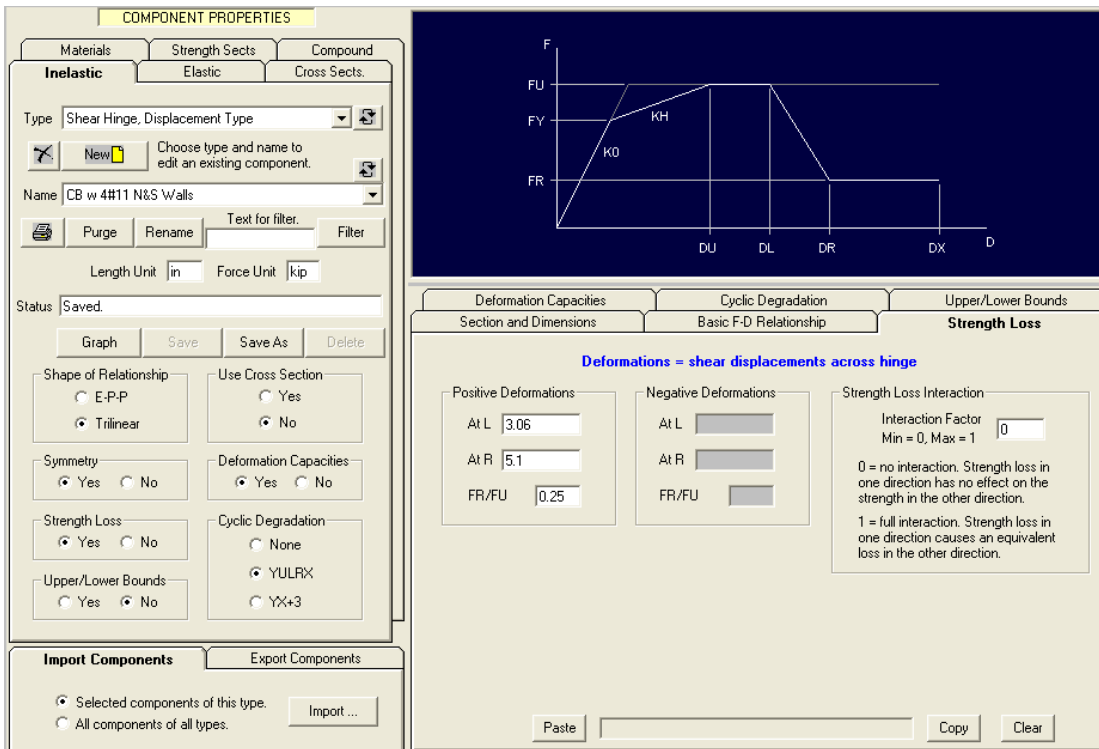 COMPONENT PROPERTIES
Materials Strength Sects Compound
Inelastic Elastic Cross Sects.
Type Shear Hinge, Displacement Type
New Choose type and name to
edit an existing component.
Name CB w 4#11 N&S Walls
Text for filter.
Purge Rename Filter
Length Unit in Force Unit kip
Status Saved.
Graph Save Save As Delete
Shape of Relationship
E-P-P
Trilinear
Use Cross Section
Yes
No
Symmetry
Yes No
Deformation Capacities
Yes No
Strength Loss
Yes No
Cyclic Degradation
None
YULRX
YX+3
Upper/Lower Bounds
Yes No
Import Components Export Components
Selected components of this type.
All components of all types.
Import ...
F
FU
FY
KH
K0
FR
DU DL DR DX D
Deformation Capacities Cyclic Degradation Upper/Lower Bounds
Section and Dimensions Basic F-D Relationship Strength Loss
Deformations = shear displacements across hinge
Positive Deformations
At L 3.06
At R 5.1
FR/FU 0.25
Negative Deformations
At L
At R
FR/FU
Strength Loss Interaction
Interaction Factor
Min = 0, Max = 1 0
0 = no interaction. Strength loss in
one direction has no effect on the
strength in the other direction.
1 = full interaction. Strength loss in
one direction causes an equivalent
loss in the other direction.
Paste Copy Clear